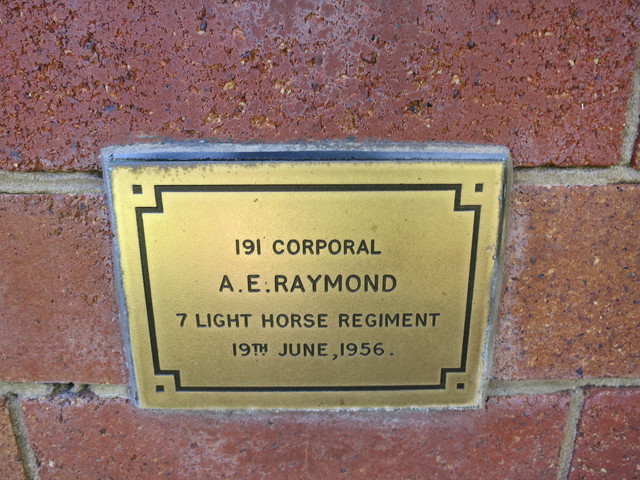 191 CORPORAL
A.E.RAYMOND
7 LIGHT HORSE REGIMENT
19TH JUNE,1956.